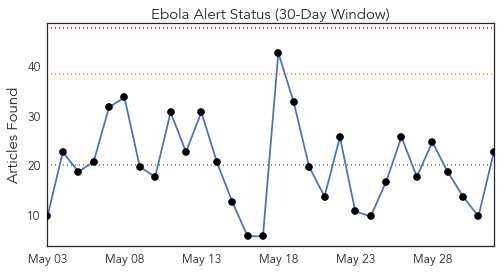 Ebola Alert Status (30-Day Window)
Articles Found
40
30
20
10
May 03 May 08 May 13 May 18 May 23 May 28